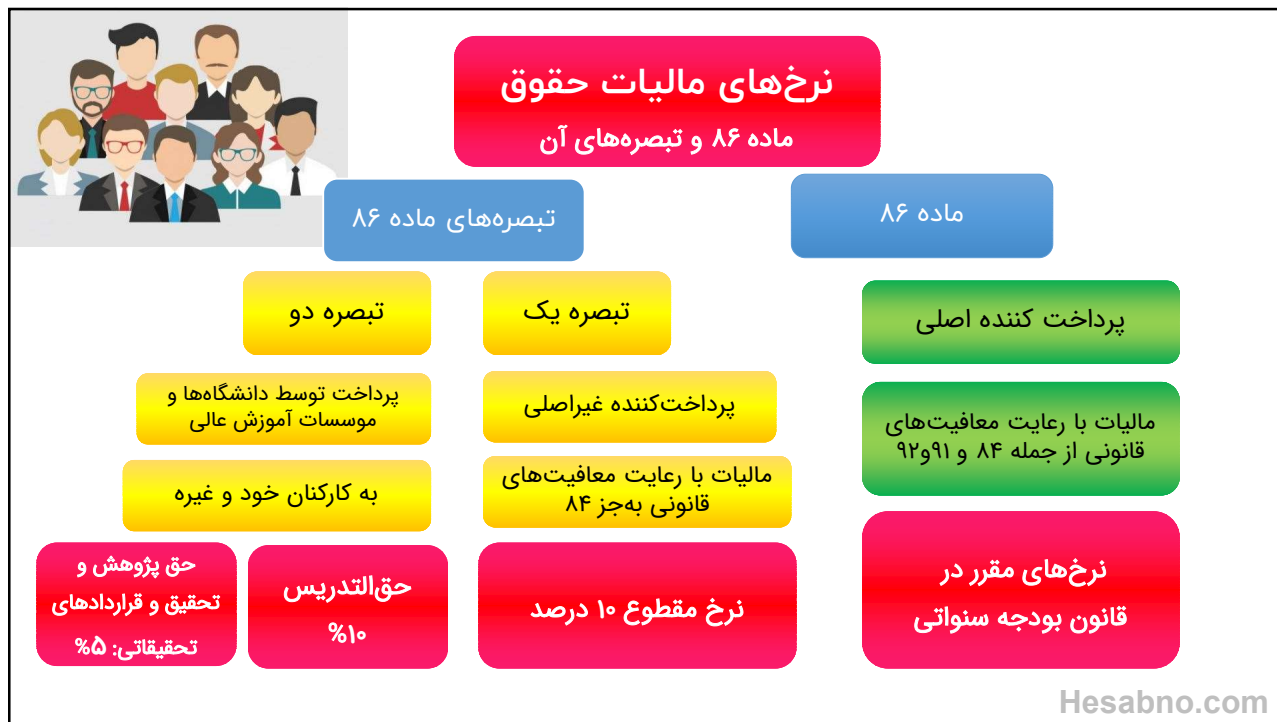 نرخ‌های مالیات حقوق
ماده ۸۶ و تبصره‌های آن
ماده ۸۶
تبصره‌های ماده ۸۶
پرداخت کننده اصلی
مالیات با رعایت معافیت‌های
قانونی از جمله ۸۴ و ۹۱و۹۲
نرخ‌های مقرر در
قانون بودجه سنواتی
تبصره یک
پرداخت‌کننده غیراصلی
مالیات با رعایت معافیت‌های
قانونی به‌جز ۸۴
نرخ مقطوع ۱۰ درصد
تبصره دو
پرداخت توسط دانشگاه‌ها و
موسسات آموزش عالی
به کارکنان خود و غیره
حق‌التدریس
%۱۰
حق پژوهش و
تحقیق و قراردادهای
تحقیقاتی: ۵%
Hesabno.com